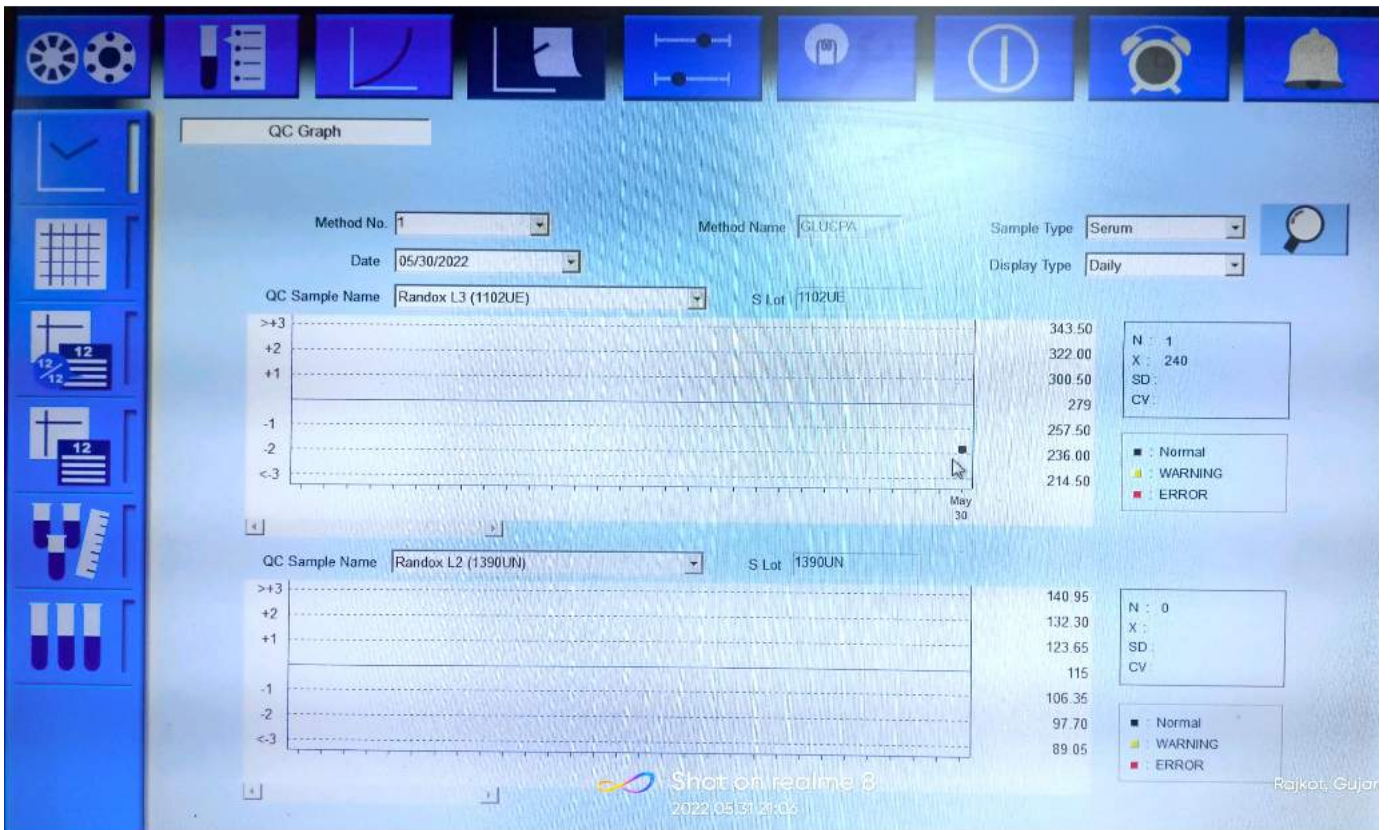 QC Graph
Method No. 1
Method Name GLUCPA
Sample Type Serum
Date 05/30/2022
Display Type Daily
QC Sample Name Randox L3 (1102UE)
S Lot 1102UE
>+3
+2
+1
-1
-2
<-3
343.50
322.00
300.50
279
257.50
236.00
214.50
May
30
N : 1
X : 240
SD :
CV :
: Normal
: WARNING
: ERROR
QC Sample Name Randox L2 (1390UN)
S Lot 1390UN
>+3
+2
+1
-1
-2
<-3
140.95
132.30
123.65
115
106.35
97.70
89.05
N : 0
X :
SD :
CV
: Normal
: WARNING
: ERROR
12
12/12
12
Shot on realme 8
2022.05.31 21:06
Rajkot, Gujar